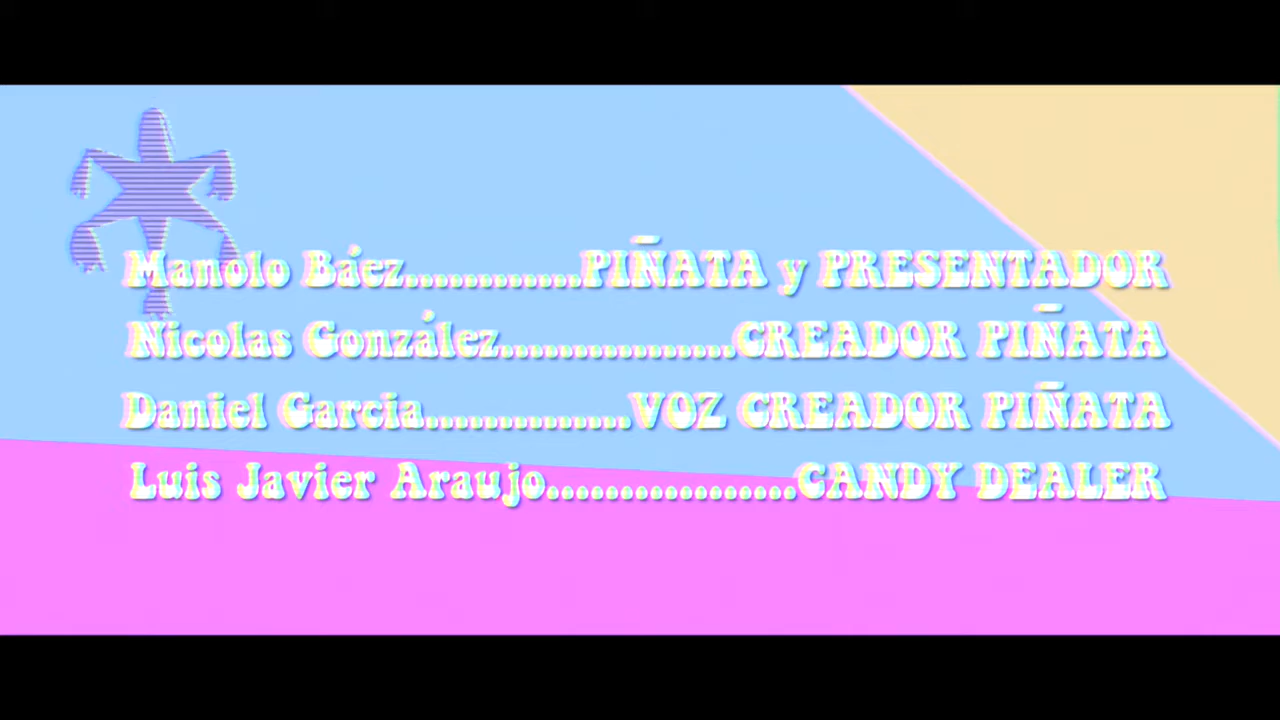 Manolo Báez............PIÑATA y PRESENTADOR
Nicolas González................CREADOR PIÑATA
Daniel Garcia..............VOZ CREADOR PIÑATA
Luis Javier Araujo.................CANDY DEALER